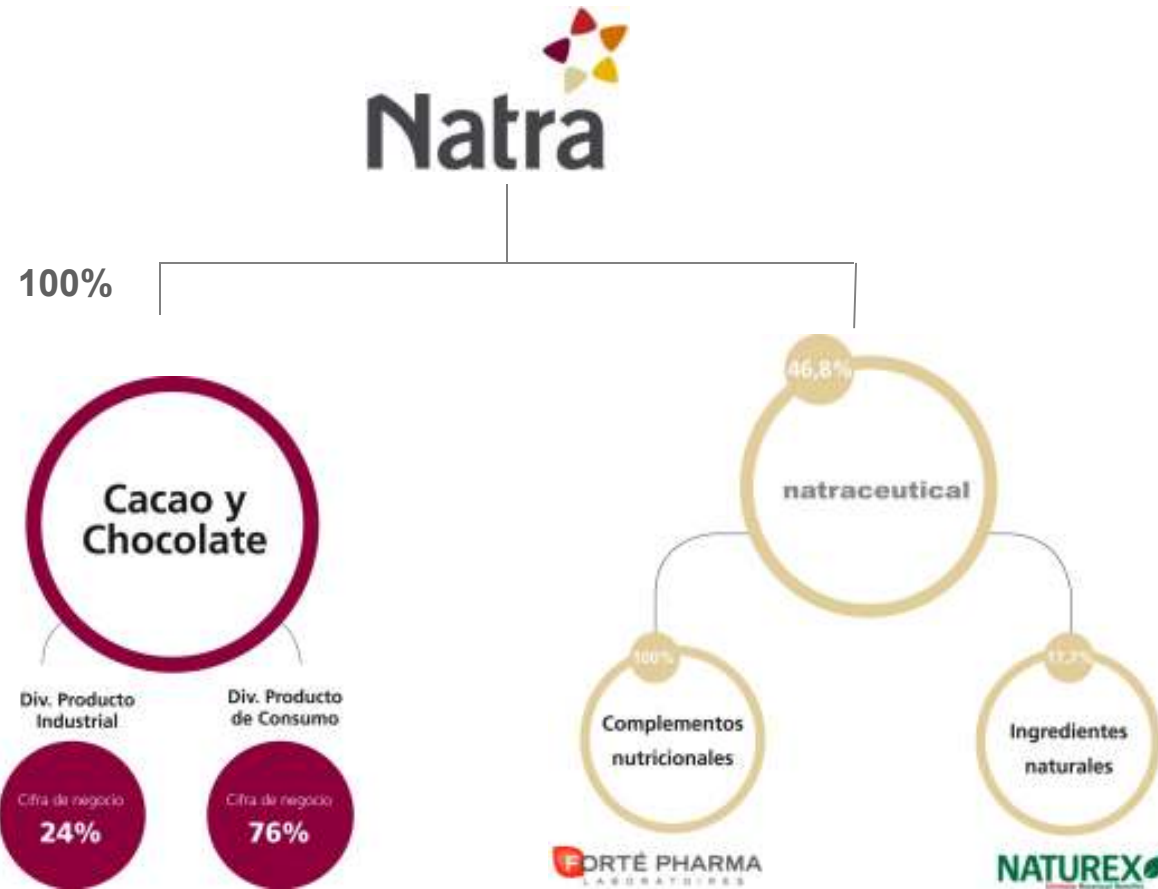 Natra
100%
46,8%
Cacao y
Chocolate
natraceutical
100%
Div. Producto
Industrial
Div. Producto
de Consumo
Complementos
nutricionales
Ingredientes
naturales
Cifra de negocio
24%
Cifra de negocio
76%
FORTÉ PHARMA
LABORATOIRES
NATUREX